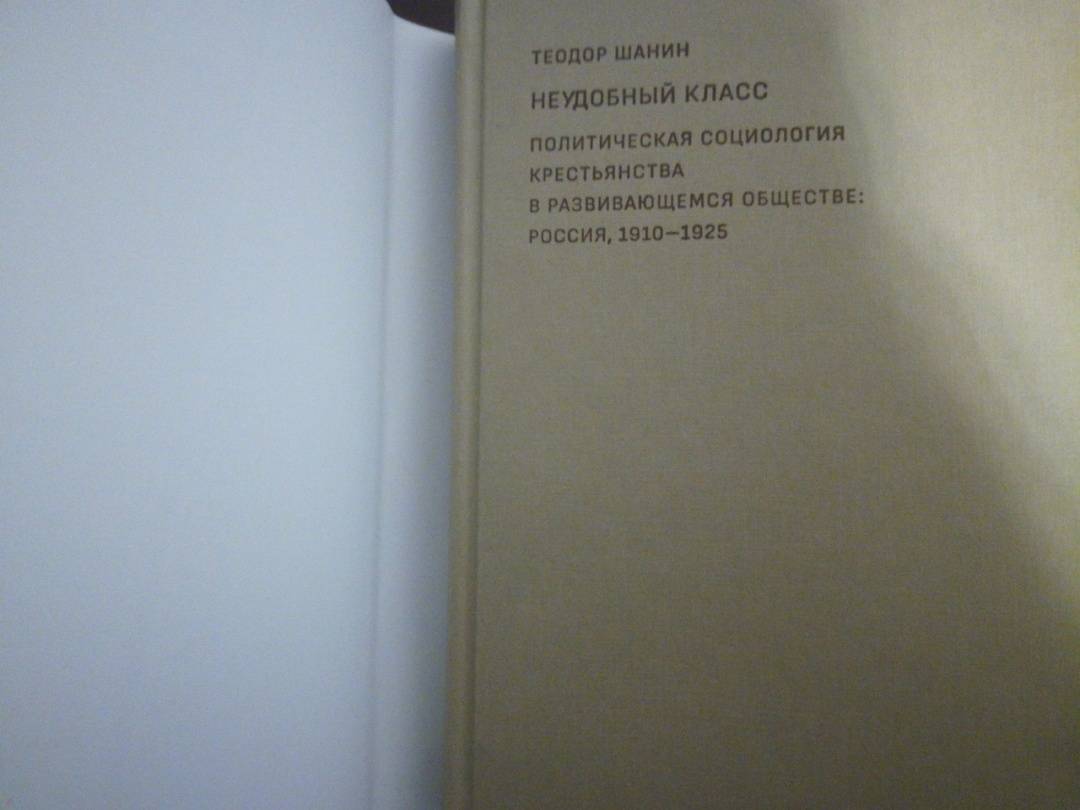 ТЕОДОР ШАНИН
НЕУДОБНЫЙ КЛАСС
ПОЛИТИЧЕСКАЯ СОЦИОЛОГИЯ
КРЕСТЬЯНСТВА
В РАЗВИВАЮЩЕМСЯ ОБЩЕСТВЕ:
РОССИЯ, 1910—1925